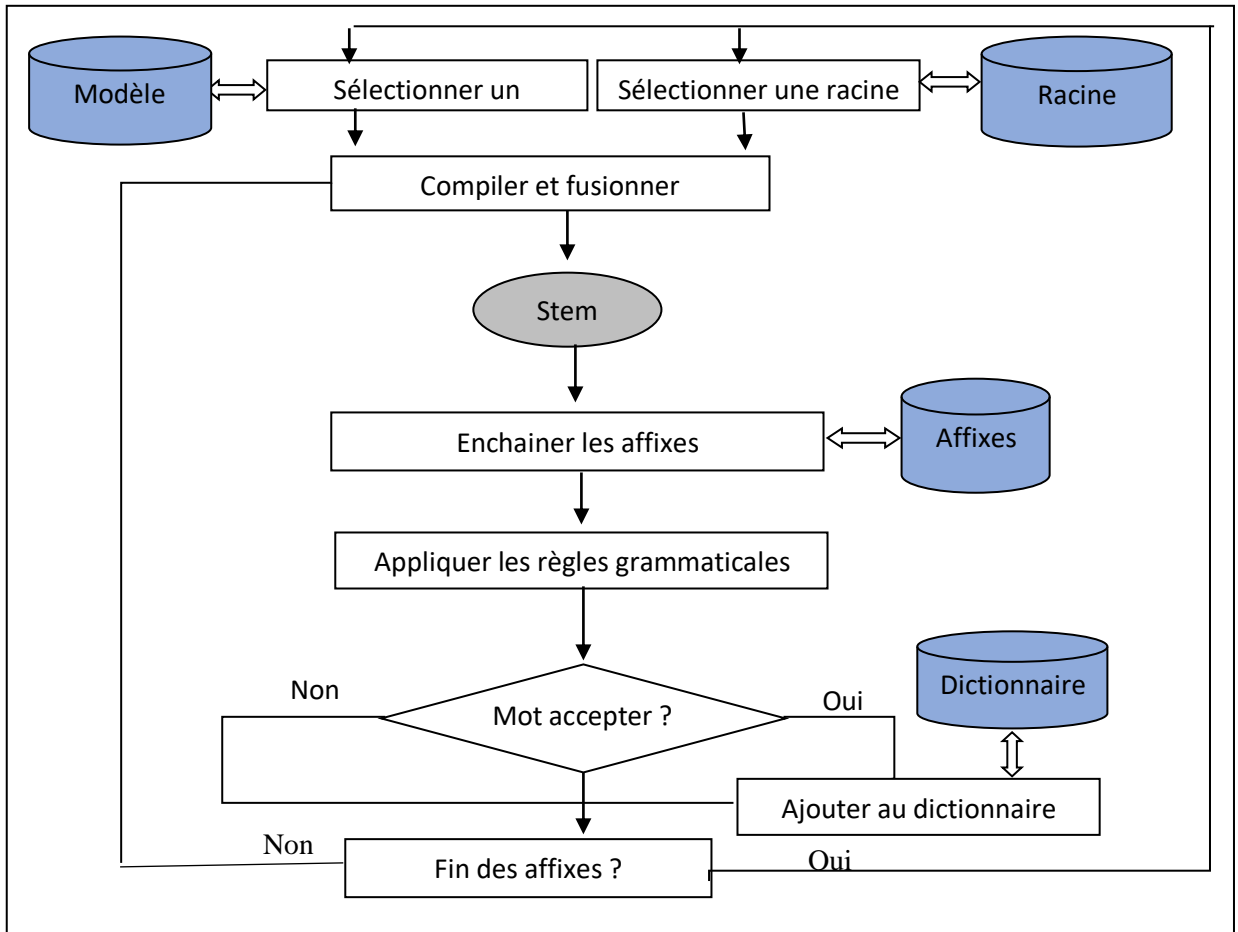 Modèle
Sélectionner un
Sélectionner une racine
Racine
Compiler et fusionner
Stem
Enchainer les affixes
Affixes
Appliquer les règles grammaticales
Non
Mot accepter ?
Oui
Dictionnaire
Ajouter au dictionnaire
Non
Fin des affixes ?
Oui